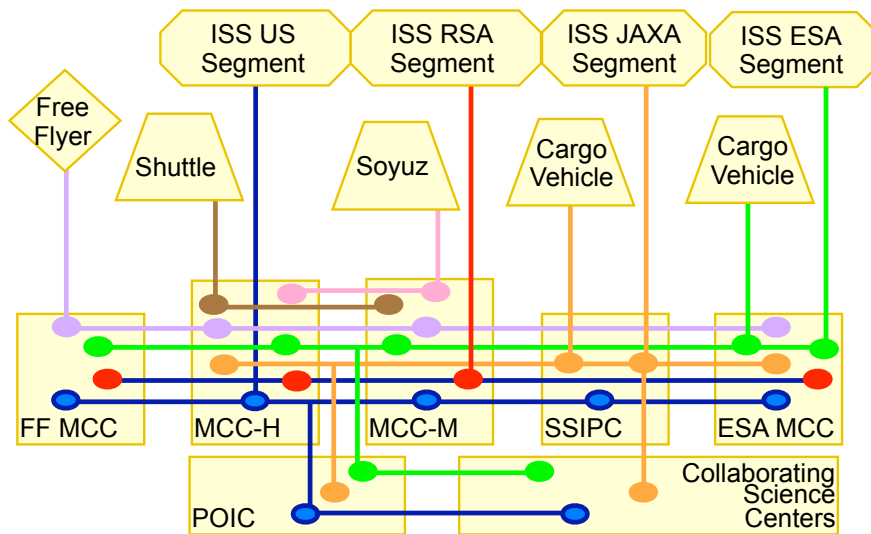 ISS US
Segment
ISS RSA
Segment
ISS JAXA
Segment
ISS ESA
Segment
Free
Flyer
Shuttle
Soyuz
Cargo
Vehicle
Cargo
Vehicle
FF MCC
MCC-H
MCC-M
SSIPC
ESA MCC
POIC
Collaborating
Science
Centers